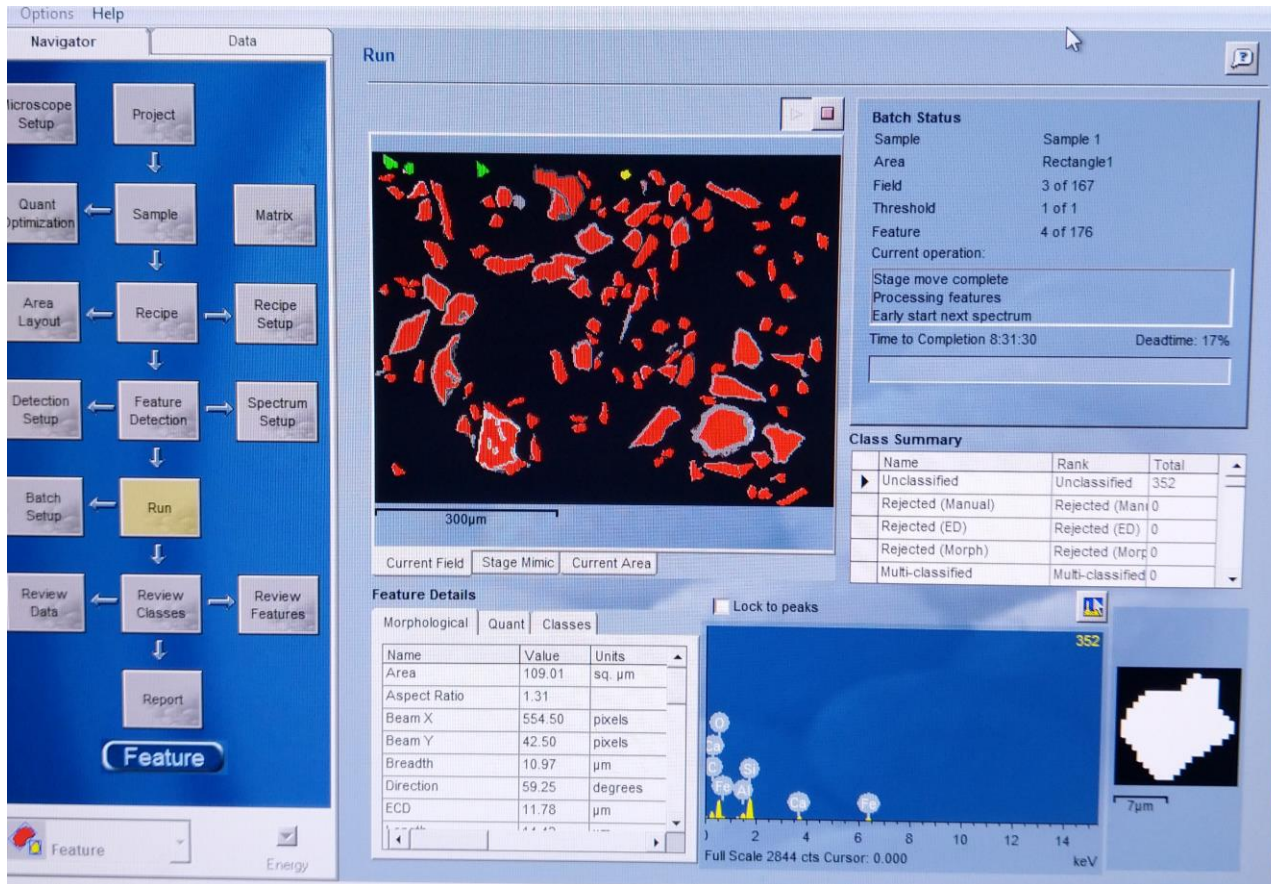 Options Help
Navigator Data
Microscope
Setup
Project
Quant
Optimization
Sample
Matrix
Area
Layout
Recipe
Recipe
Setup
Detection
Setup
Feature
Detection
Spectrum
Setup
Batch
Setup
Run
Review
Data
Review
Classes
Review
Features
Report
Feature
Feature
Energy
Run
300µm
Current Field Stage Mimic Current Area
Batch Status
Sample Sample 1
Area Rectangle1
Field 3 of 167
Threshold 1 of 1
Feature 4 of 176
Current operation:
Stage move complete
Processing features
Early start next spectrum
Time to Completion 8:31:30 Deadtime: 17%
Class Summary
Name Rank Total
Unclassified Unclassified 352
Rejected (Manual) Rejected (Man 0
Rejected (ED) Rejected (ED) 0
Rejected (Morph) Rejected (Morp 0
Multi-classified Multi-classified 0
Feature Details
Morphological Quant Classes
Name Value Units
Area 109.01 sq. µm
Aspect Ratio 1.31
Beam X 554.50 pixels
Beam Y 42.50 pixels
Breadth 10.97 µm
Direction 59.25 degrees
ECD 11.78 µm
Lock to peaks
352
O
Ca
C Si
Fe Al Ca Fe
2 4 6 8 10 12 14
Full Scale 2844 cts Cursor: 0.000 keV
7µm